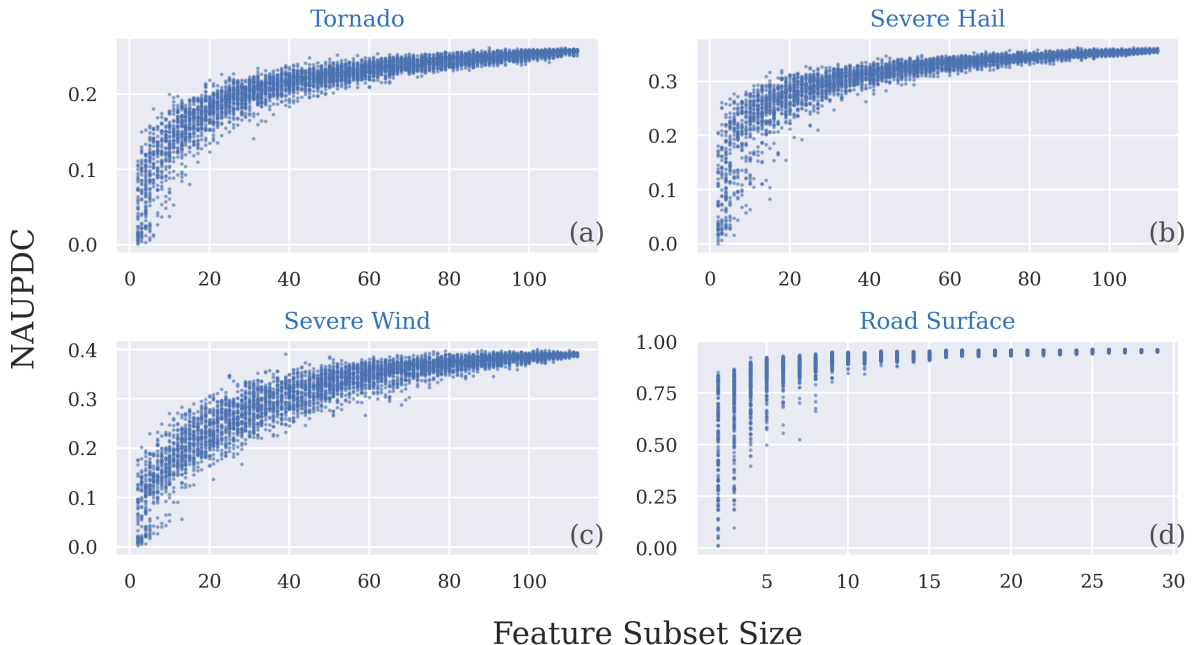 Tornado
0.2
0.1
0.0
(a)
0 20 40 60 80 100
Severe Hail
0.3
0.2
0.1
0.0
(b)
0 20 40 60 80 100
NAUPDC
Severe Wind
0.4
0.3
0.2
0.1
0.0
(c)
0 20 40 60 80 100
Road Surface
1.00
0.75
0.50
0.25
0.00
(d)
5 10 15 20 25 30
Feature Subset Size